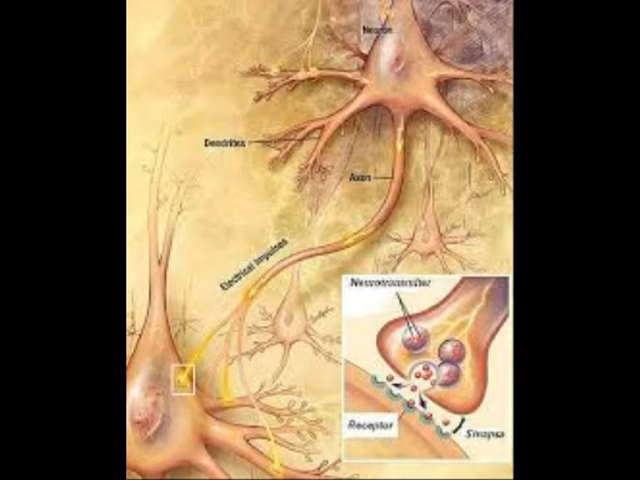 Neuron
Dendrites
Axon
Electrical Impulses
Neurotransmitter
Receptor
Synapse